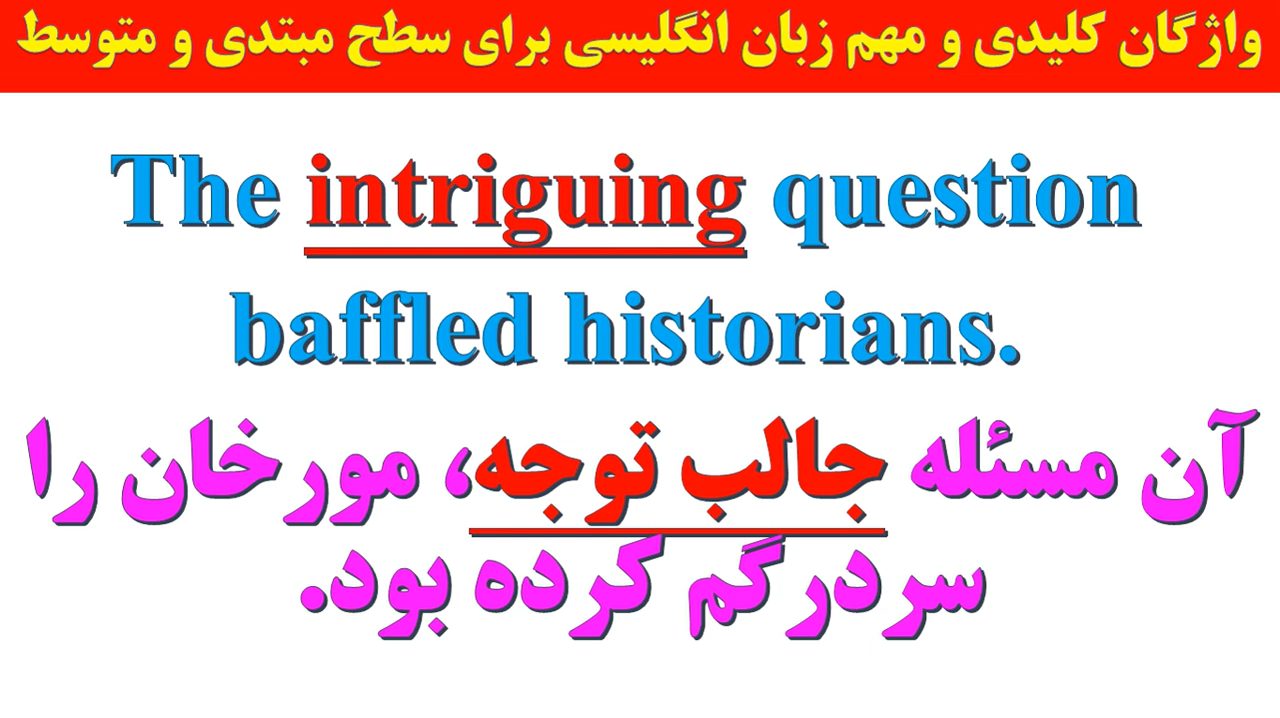 واژگان کلیدی و مهم زبان انگلیسی برای سطح مبتدی و متوسط
The intriguing question
baffled historians.
آن مسئله جالب توجه، مورخان را
سردرگم کرده بود.